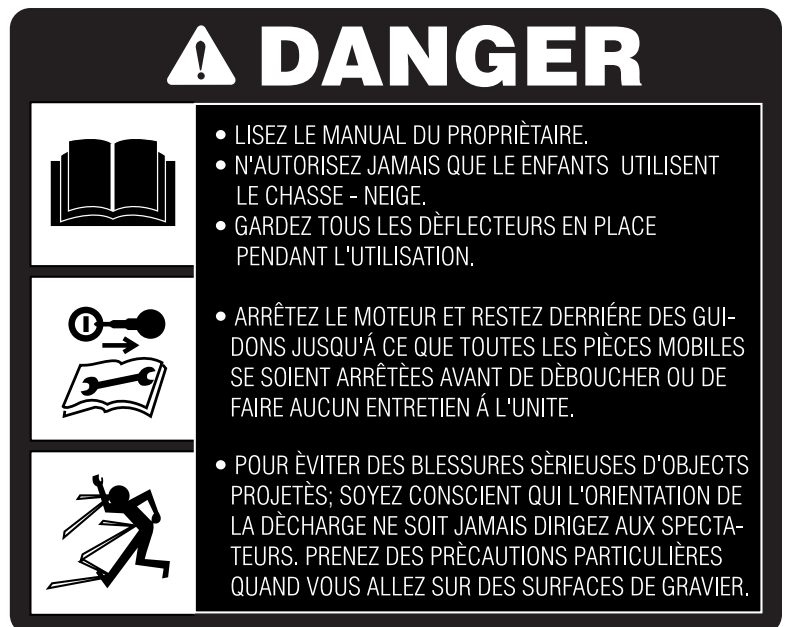 DANGER
• LISEZ LE MANUAL DU PROPRIÈTAIRE.
• N'AUTORISEZ JAMAIS QUE LE ENFANTS UTILISENT
LE CHASSE - NEIGE.
• GARDEZ TOUS LES DÈFLECTEURS EN PLACE
PENDANT L'UTILISATION.
• ARRÊTEZ LE MOTEUR ET RESTEZ DERRIÉRE DES GUI-
DONS JUSQU'Á CE QUE TOUTES LES PIÈCES MOBILES
SE SOIENT ARRÊTÈES AVANT DE DÈBOUCHER OU DE
FAIRE AUCUN ENTRETIEN Á L'UNITE.
• POUR ÈVITER DES BLESSURES SÈRIEUSES D'OBJECTS
PROJETÈS; SOYEZ CONSCIENT QUI L'ORIENTATION DE
LA DÈCHARGE NE SOIT JAMAIS DIRIGEZ AUX SPECTA-
TEURS. PRENEZ DES PRÈCAUTIONS PARTICULIÈRES
QUAND VOUS ALLEZ SUR DES SURFACES DE GRAVIER.